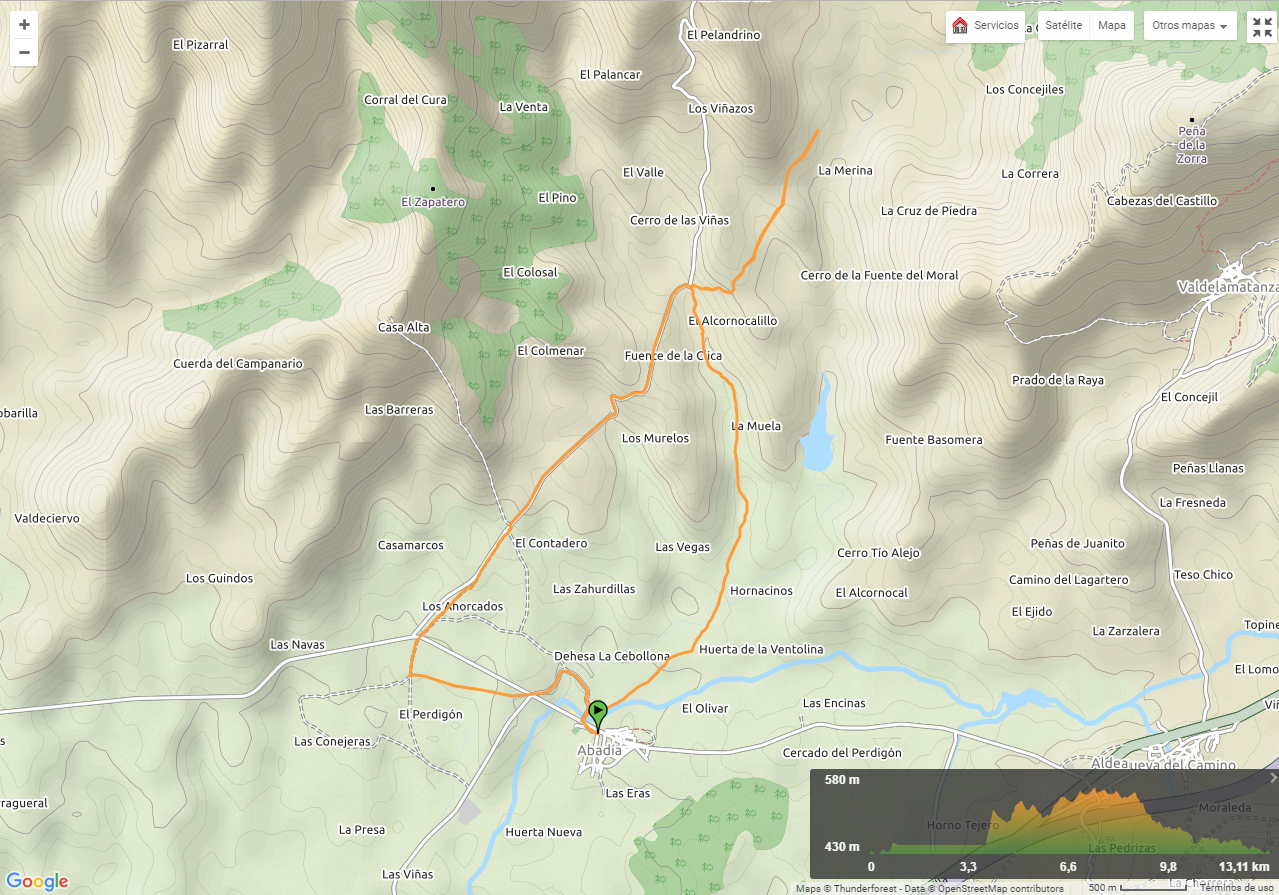 +
−
Servicios
Satélite
Mapa
Otros mapas
El Pizarral
El Pelandrino
El Palancar
Los Concejiles
Corral del Cura
La Venta
Los Viñazos
Peña
de la
Zorra
El Valle
La Merina
La Correra
El Zapatero
El Pino
Cabezas del Castillo
La Cruz de Piedra
Cerro de las Viñas
El Colosal
Cerro de la Fuente del Moral
Valdelamatanza
El Alcornocalillo
Casa Alta
El Colmenar
Fuente de la Clica
Cuerda del Campanario
Prado de la Raya
El Concejil
obarilla
Las Barreras
La Muela
Los Murelos
Fuente Basomera
Peñas Llanas
La Fresneda
Valdeciervo
Casamarcos
El Contadero
Las Vegas
Peñas de Juanito
Cerro Tío Alejo
Los Guindos
Teso Chico
Camino del Lagartero
Las Zahurdillas
Hornacinos
El Alcornocal
Los Ahorcados
El Ejido
La Zarzalera
Topine
Las Navas
Huerta de la Ventolina
Dehesa La Cebollona
El Lomo
El Perdigón
El Olivar
Las Encinas
Viñ
s
Las Conejeras
Abadía
Cercado del Perdigón
Aldeanueva del Camino
Las Eras
rragueral
La Presa
Huerta Nueva
Las Viñas
580 m
Moraleda
Horno Tejero
430 m
Las Pedrizas
0
3,3
6,6
9,8
13,11 km
La Chorrera
Google
Maps © Thunderforest - Data © OpenStreetMap contributors
500 m
Términos de uso